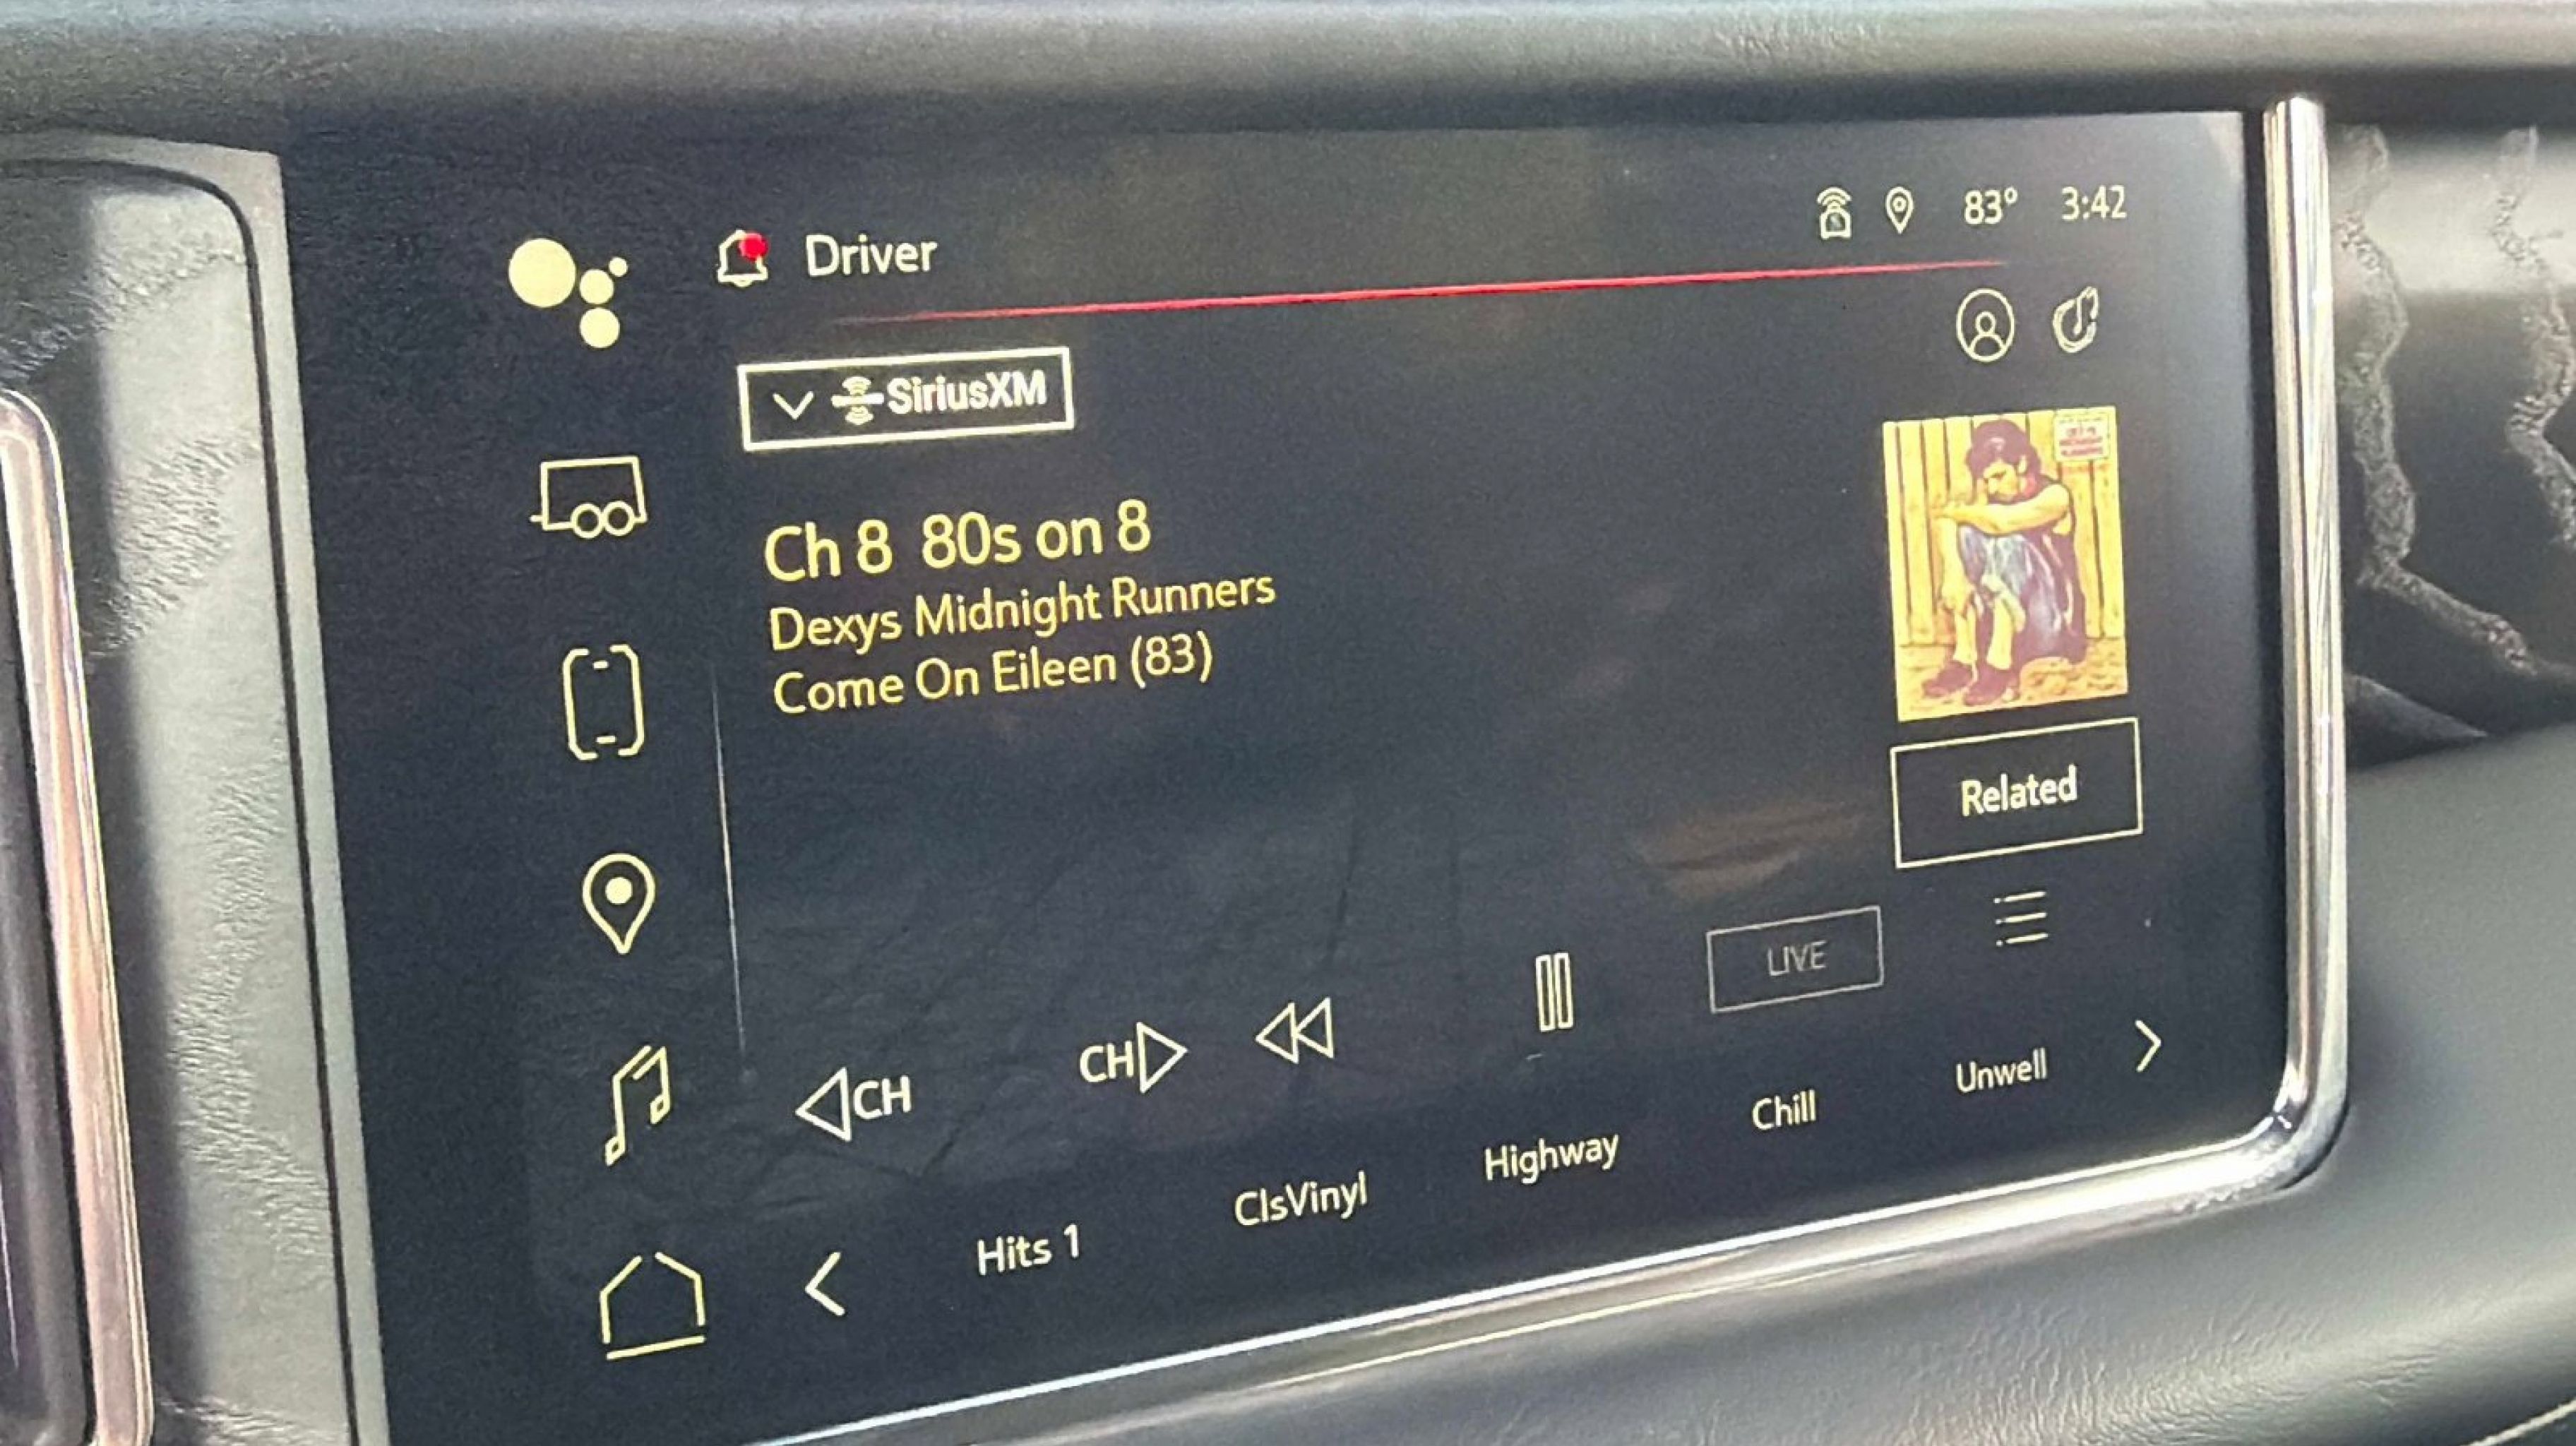 Driver
83° 3:42
SiriusXM
Ch 8 80s on 8
Dexys Midnight Runners
Come On Eileen (83)
Related
LIVE
CH
CH
Hits 1
ClsVinyl
Highway
Chill
Unwell